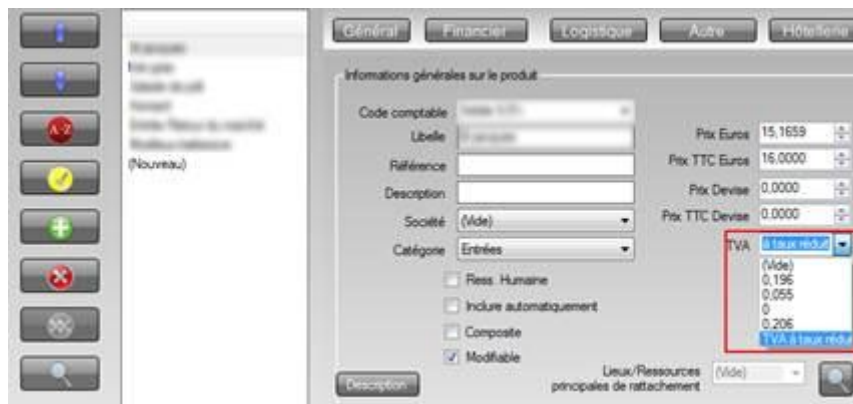 Général Financier Logistique Autre Hôtellerie
A-Z
(Nouveau)
Informations générales sur le produit
Code comptable
Libelle
Référence
Description
Société (Vide)
Catégorie Entrées
Ress. Humaine
Inclure automatiquement
Composite
Modifiable
Prix Euros 15,1659
Prix TTC Euros 16,0000
Prix Devise 0,0000
Prix TTC Devise 0,0000
TVA à taux réduit
(Vide)
0,196
0,055
0
0,206
TVA à taux réduit
Description
Lieux/Ressources principales de rattachement (Vide)